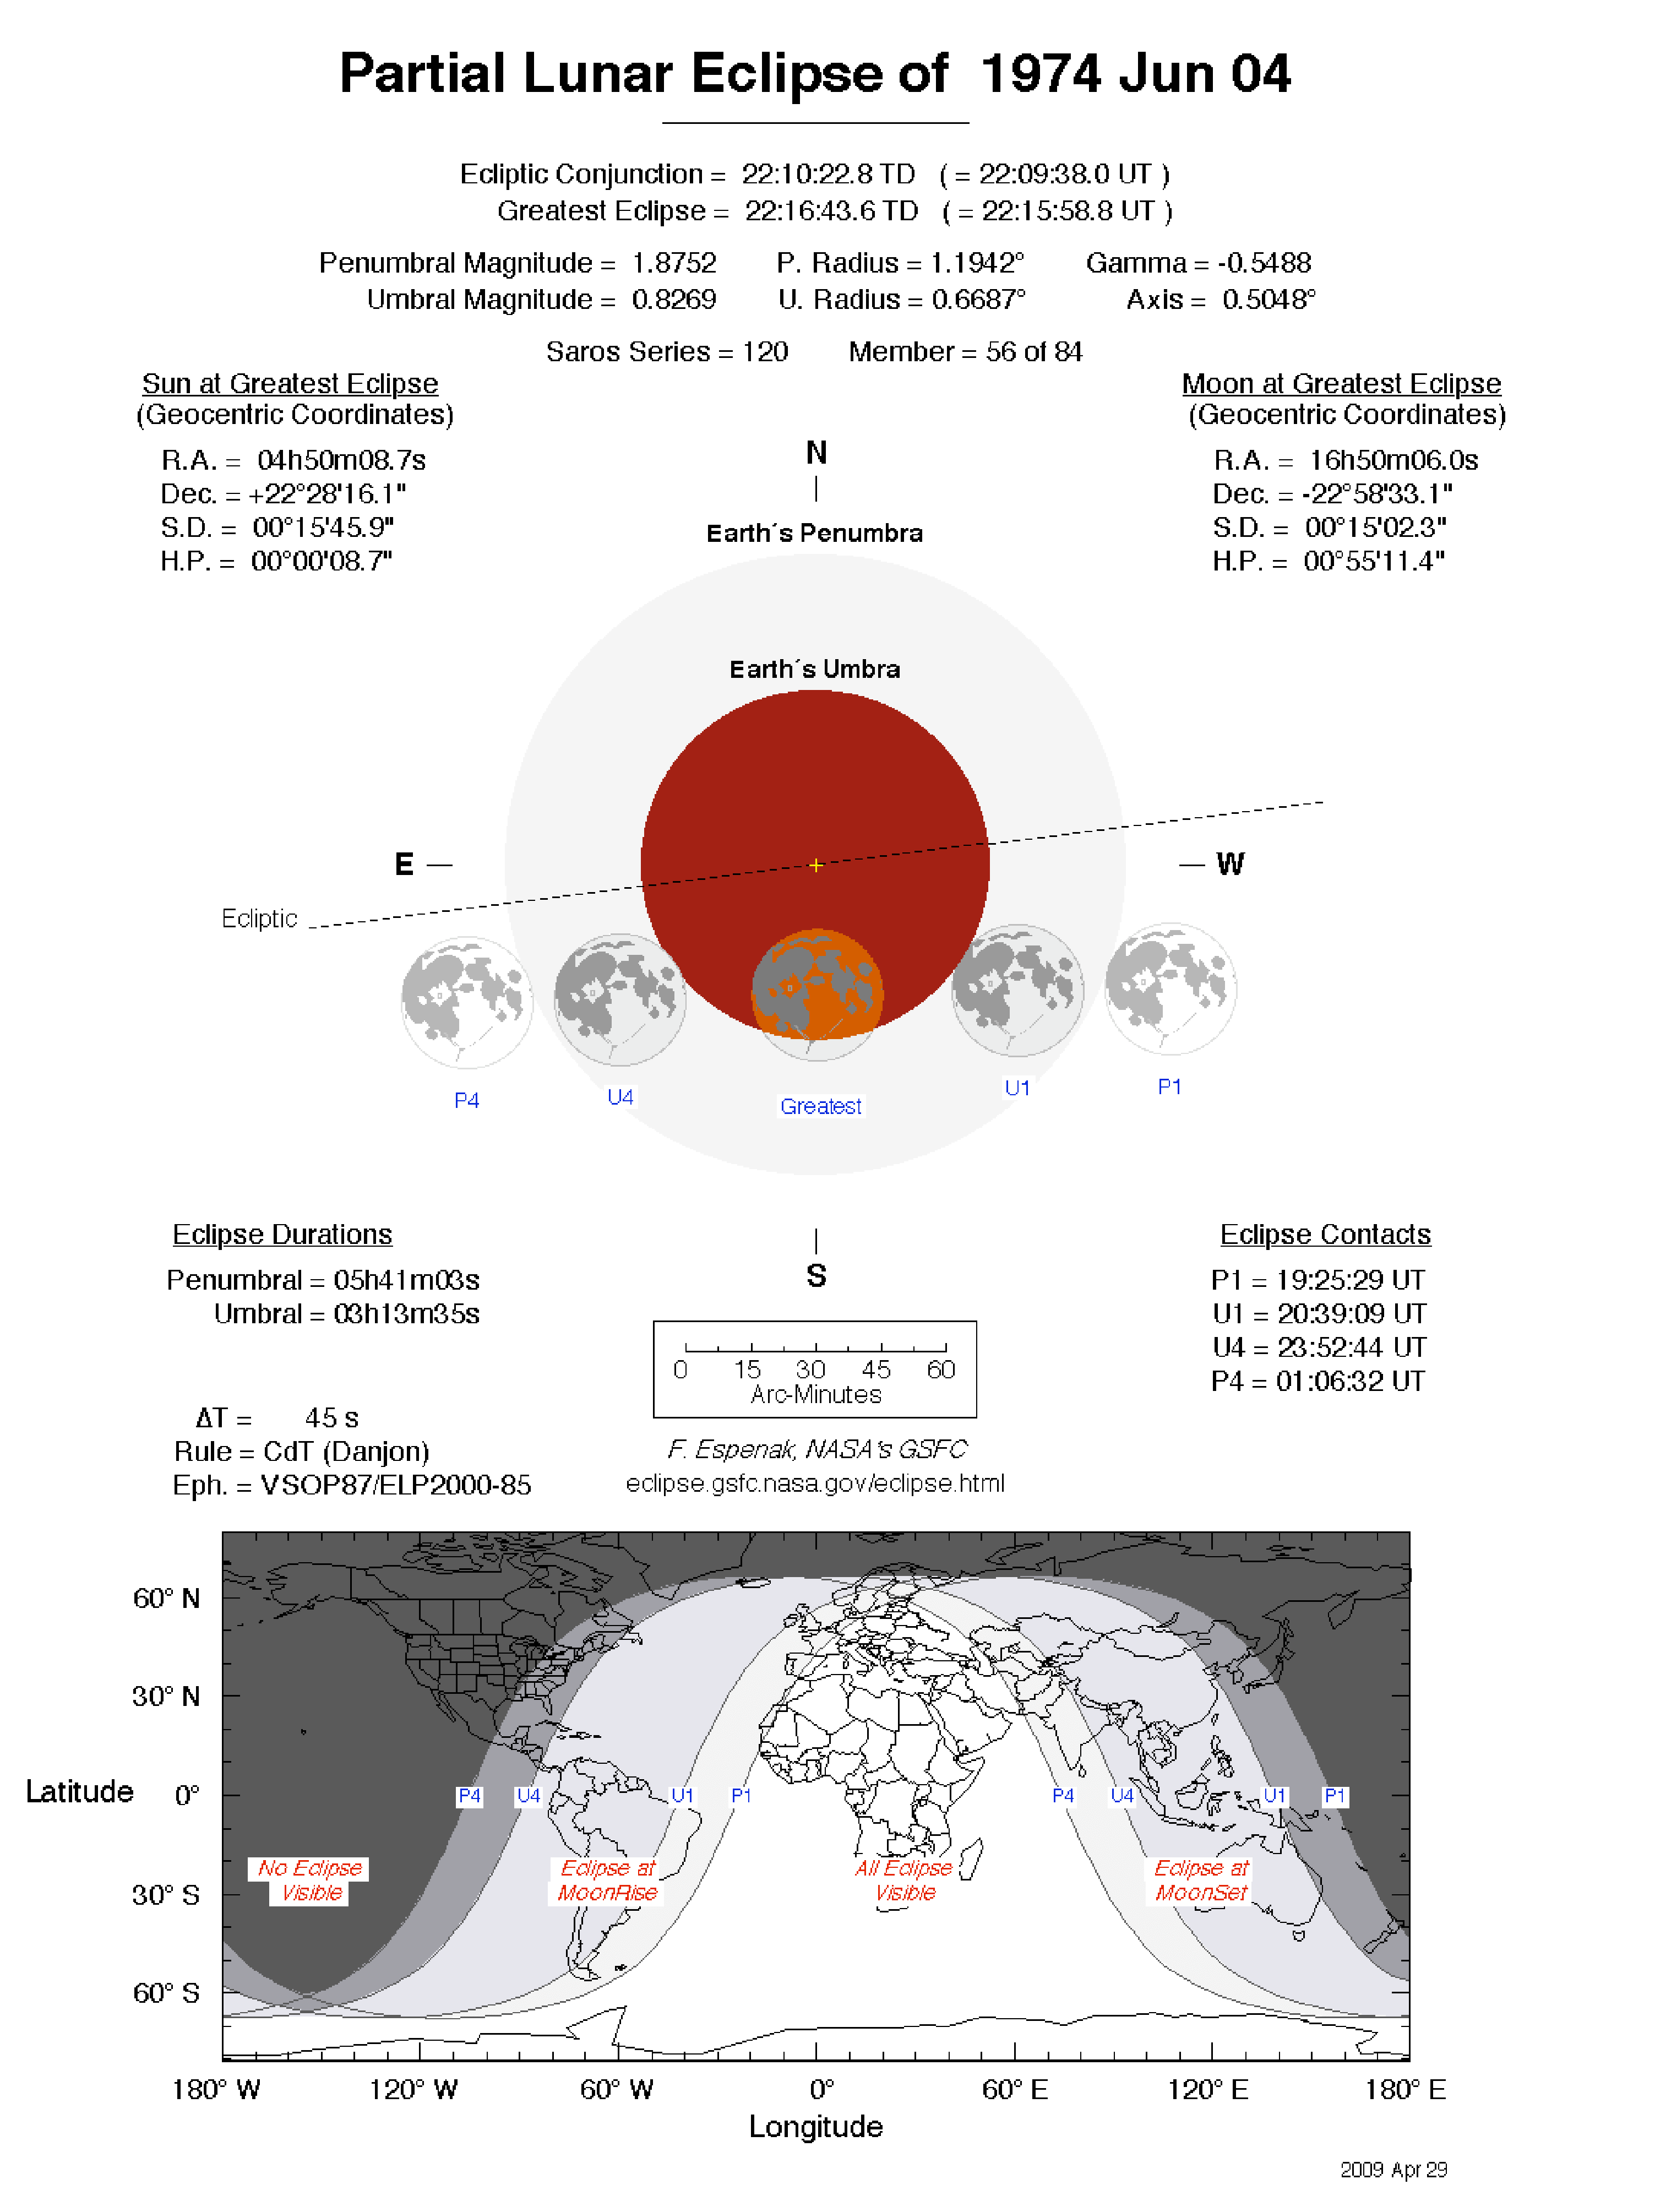 Partial Lunar Eclipse of 1974 Jun 04
Ecliptic Conjunction = 22:10:22.8 TD ( = 22:09:38.0 UT )
Greatest Eclipse = 22:16:43.6 TD ( = 22:15:58.8 UT )
Penumbral Magnitude = 1.8752 P. Radius = 1.1942° Gamma = -0.5488
Umbral Magnitude = 0.8269 U. Radius = 0.6687° Axis = 0.5048°
Saros Series = 120 Member = 56 of 84
Sun at Greatest Eclipse
(Geocentric Coordinates)
R.A. = 04h50m08.7s
Dec. = +22°28'16.1"
S.D. = 00°15'45.9"
H.P. = 00°00'08.7"
Moon at Greatest Eclipse
(Geocentric Coordinates)
R.A. = 16h50m06.0s
Dec. = -22°58'33.1"
S.D. = 00°15'02.3"
H.P. = 00°55'11.4"
N
Earth´s Penumbra
Earth´s Umbra
E
W
Ecliptic
P4
U4
Greatest
U1
P1
S
Eclipse Durations
Penumbral = 05h41m03s
Umbral = 03h13m35s
Eclipse Contacts
P1 = 19:25:29 UT
U1 = 20:39:09 UT
U4 = 23:52:44 UT
P4 = 01:06:32 UT
0 15 30 45 60
Arc-Minutes
ΔT = 45 s
Rule = CdT (Danjon)
Eph. = VSOP87/ELP2000-85
F. Espenak, NASA's GSFC
eclipse.gsfc.nasa.gov/eclipse.html
60° N
30° N
Latitude 0°
30° S
60° S
P4 U4 U1 P1 P4 U4 U1 P1
No Eclipse
Visible
Eclipse at
MoonRise
All Eclipse
Visible
Eclipse at
MoonSet
180° W 120° W 60° W 0° 60° E 120° E 180° E
Longitude
2009 Apr 29